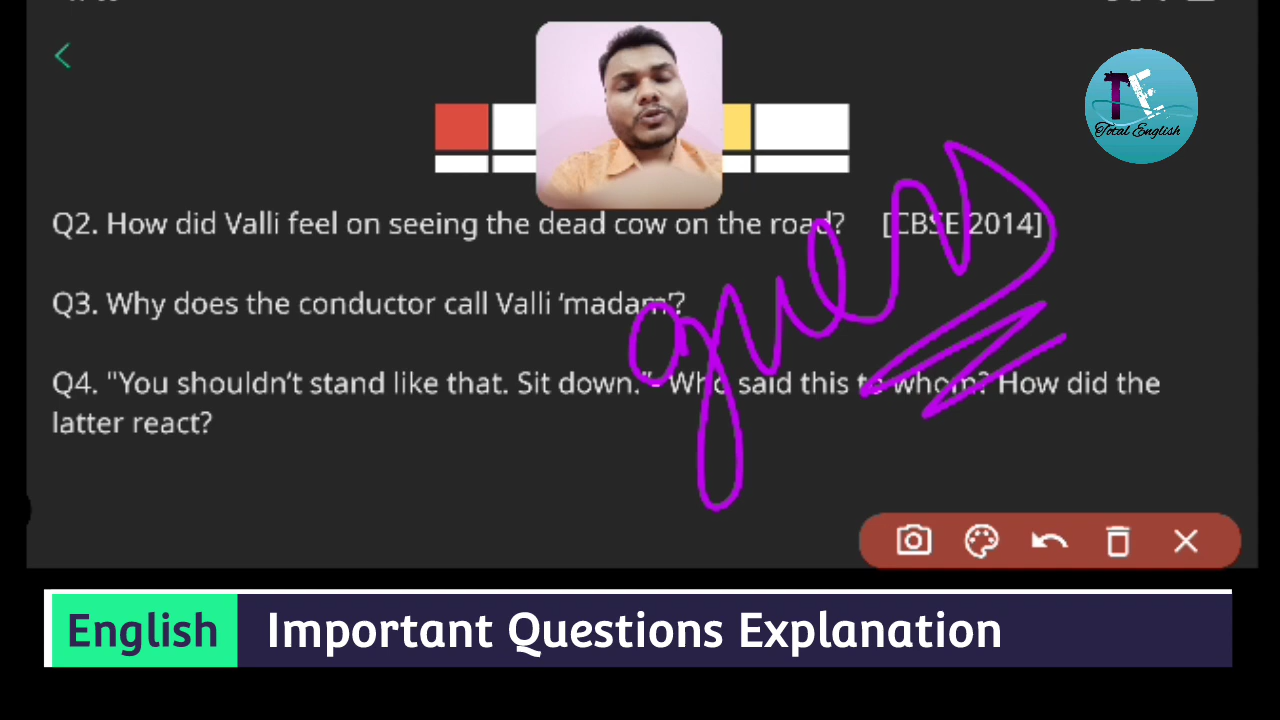 TE
Total English
Q2. How did Valli feel on seeing the dead cow on the road? [CBSE 2014]
Q3. Why does the conductor call Valli ‘madam’?
Q4. "You shouldn’t stand like that. Sit down.”- Who said this to whom? How did the
latter react?
English Important Questions Explanation